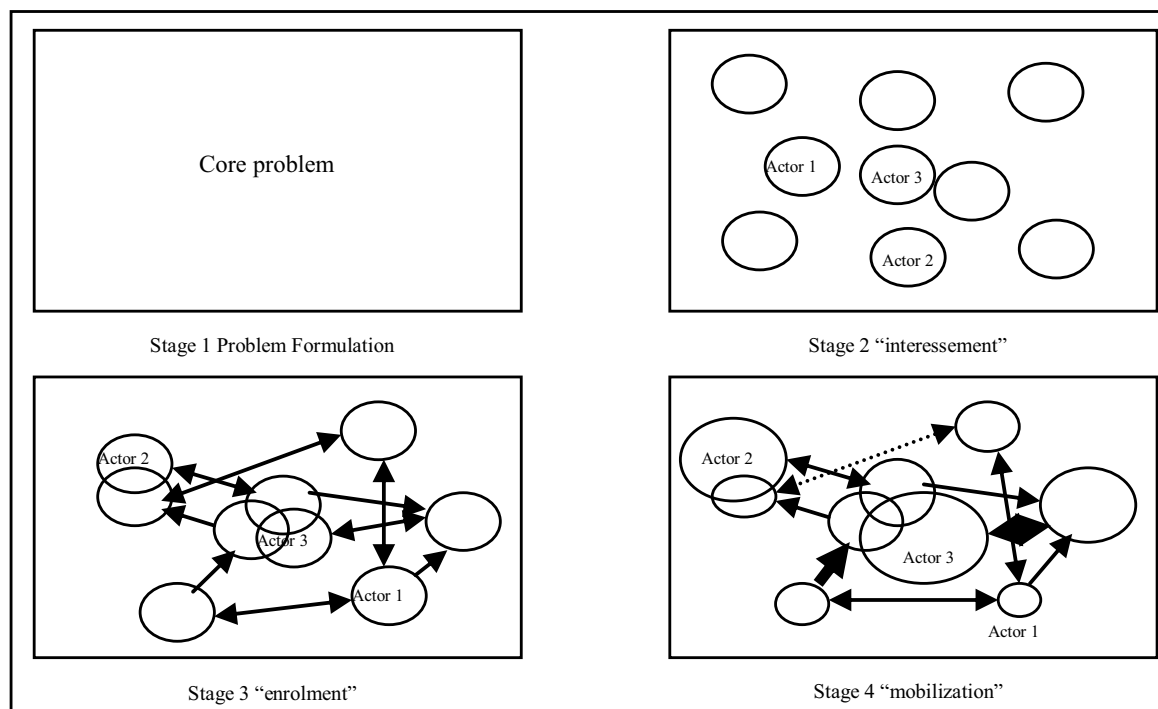 Core problem
Actor 1
Actor 3
Actor 2
Stage 1 Problem Formulation
Stage 2 “interessement”
Actor 2
Actor 3
Actor 1
Actor 2
Actor 3
Actor 1
Stage 3 “enrolment”
Stage 4 “mobilization”